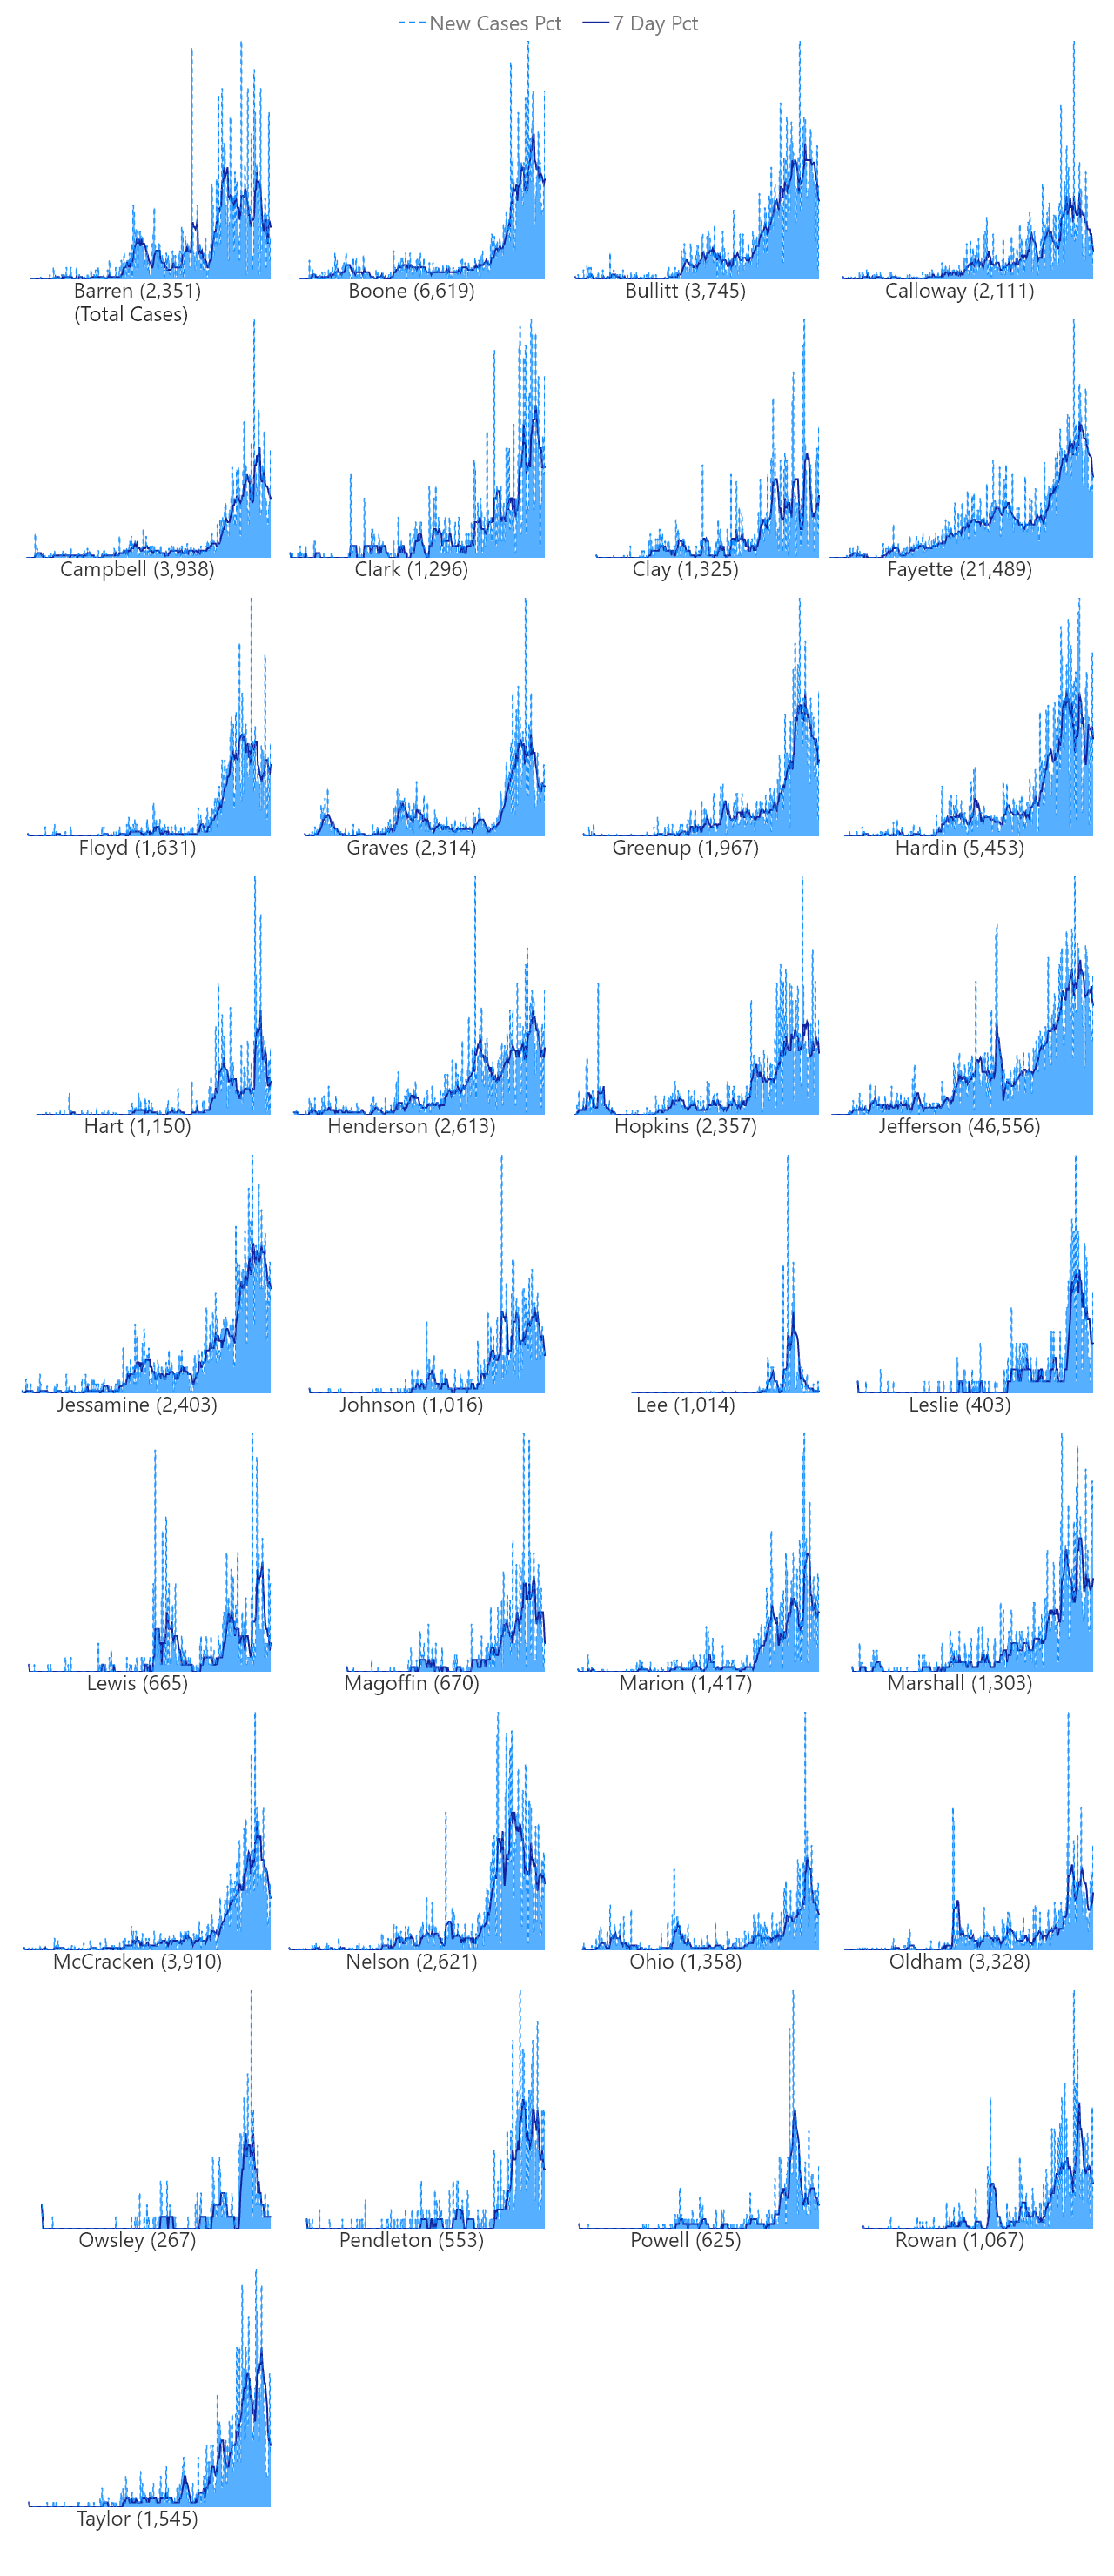 New Cases Pct 7 Day Pct
Barren (2,351) Boone (6,619) Bullitt (3,745) Calloway (2,111)
(Total Cases)
Campbell (3,938) Clark (1,296) Clay (1,325) Fayette (21,489)
Floyd (1,631) Graves (2,314) Greenup (1,967) Hardin (5,453)
Hart (1,150) Henderson (2,613) Hopkins (2,357) Jefferson (46,556)
Jessamine (2,403) Johnson (1,016) Lee (1,014) Leslie (403)
Lewis (665) Magoffin (670) Marion (1,417) Marshall (1,303)
McCracken (3,910) Nelson (2,621) Ohio (1,358) Oldham (3,328)
Owsley (267) Pendleton (553) Powell (625) Rowan (1,067)
Taylor (1,545)